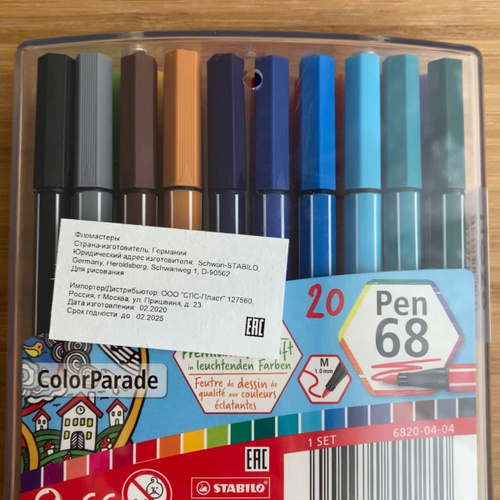 Фломастеры
Страна-изготовитель: Германия
Юридический адрес изготовителя: Schwan-STABILO,
Germany, Heroldsberg, Schwanweg 1, D-90562
Для рисования
Импортер/Дистрибьютор: ООО "СПС-Пласт" 127560,
Россия, г.Москва, ул. Пришвина, д. 23
Дата изготовления 02.2020
Срок годности до 02.2025
EAC
20
Pen
68
M
1.0 mm
in leuchtenden Farben
Feutre de dessin de
qualité aux couleurs
éclatantes
ColorParade
1 SET
6820-04-04
EAC
STABILO